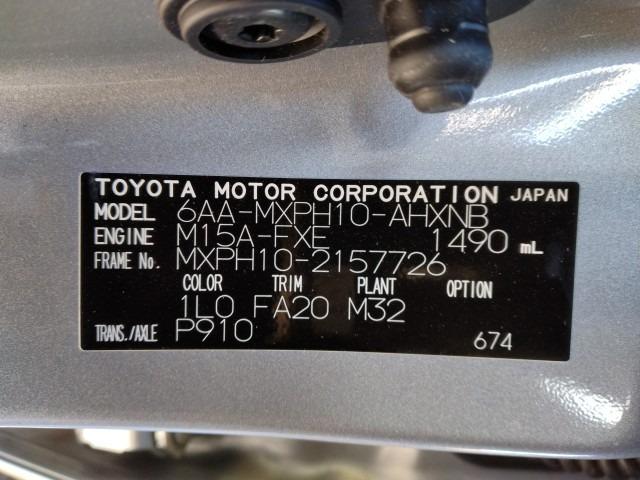 TOYOTA MOTOR CORPORATION JAPAN
MODEL 6AA-MXPH10-AHXNB
ENGINE M15A-FXE 1490 mL
FRAME No. MXPH10-2157726
COLOR TRIM PLANT OPTION
1L0 FA20 M32
TRANS./AXLE P910 674